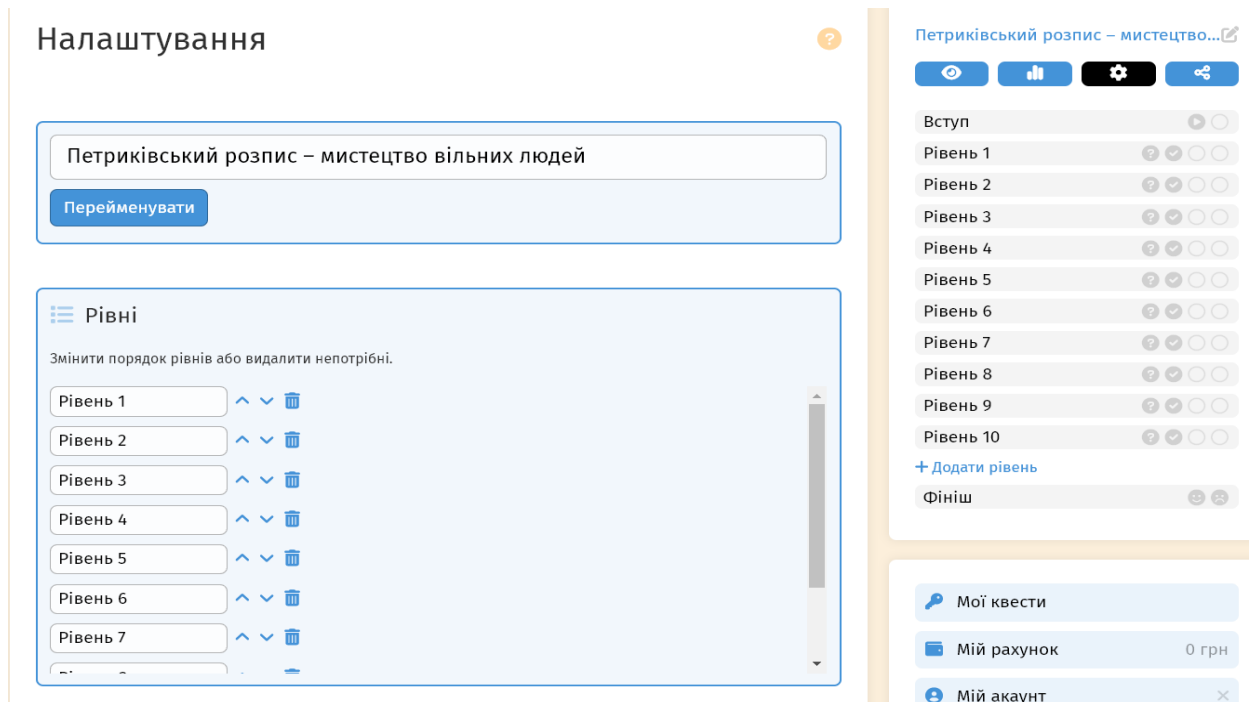 Налаштування
Петриківський розпис – мистецтво вільних людей
Перейменувати
Рівні
Змінити порядок рівнів або видалити непотрібні.
Рівень 1
Рівень 2
Рівень 3
Рівень 4
Рівень 5
Рівень 6
Рівень 7
Петриківський розпис – мистецтво...
Вступ
Рівень 1
Рівень 2
Рівень 3
Рівень 4
Рівень 5
Рівень 6
Рівень 7
Рівень 8
Рівень 9
Рівень 10
+ Додати рівень
Фініш
Мої квести
Мій рахунок 0 грн
Мій акаунт